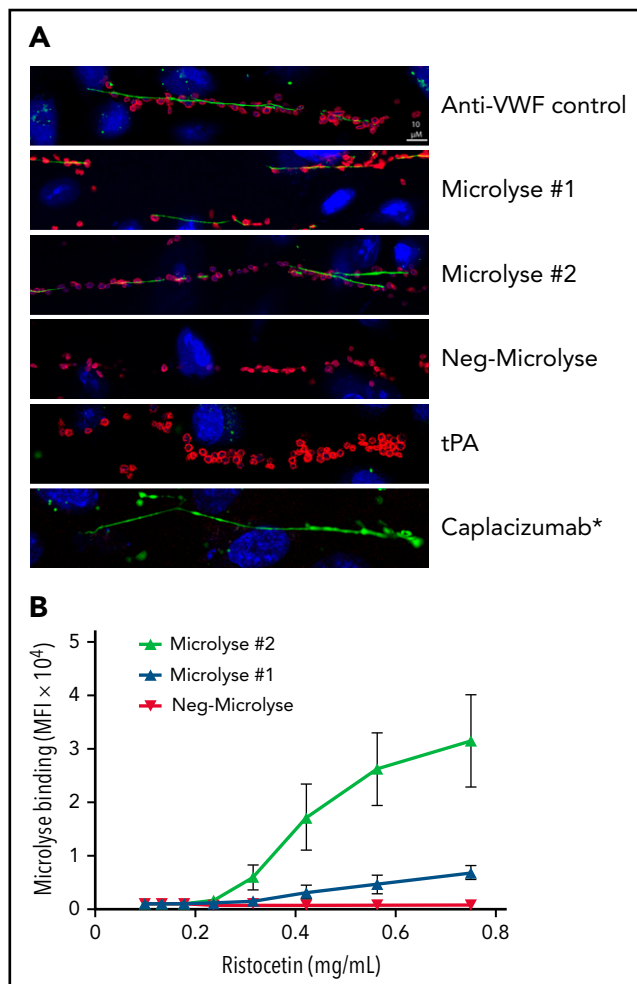 A
Anti-VWF control
10
µM
Microlyse #1
Microlyse #2
Neg-Microlyse
tPA
Caplacizumab*
B
Microlyse binding (MFI × 10⁴)
5
4
3
2
1
0
Microlyse #2
Microlyse #1
Neg-Microlyse
0
0.2
0.4
0.6
0.8
Ristocetin (mg/mL)